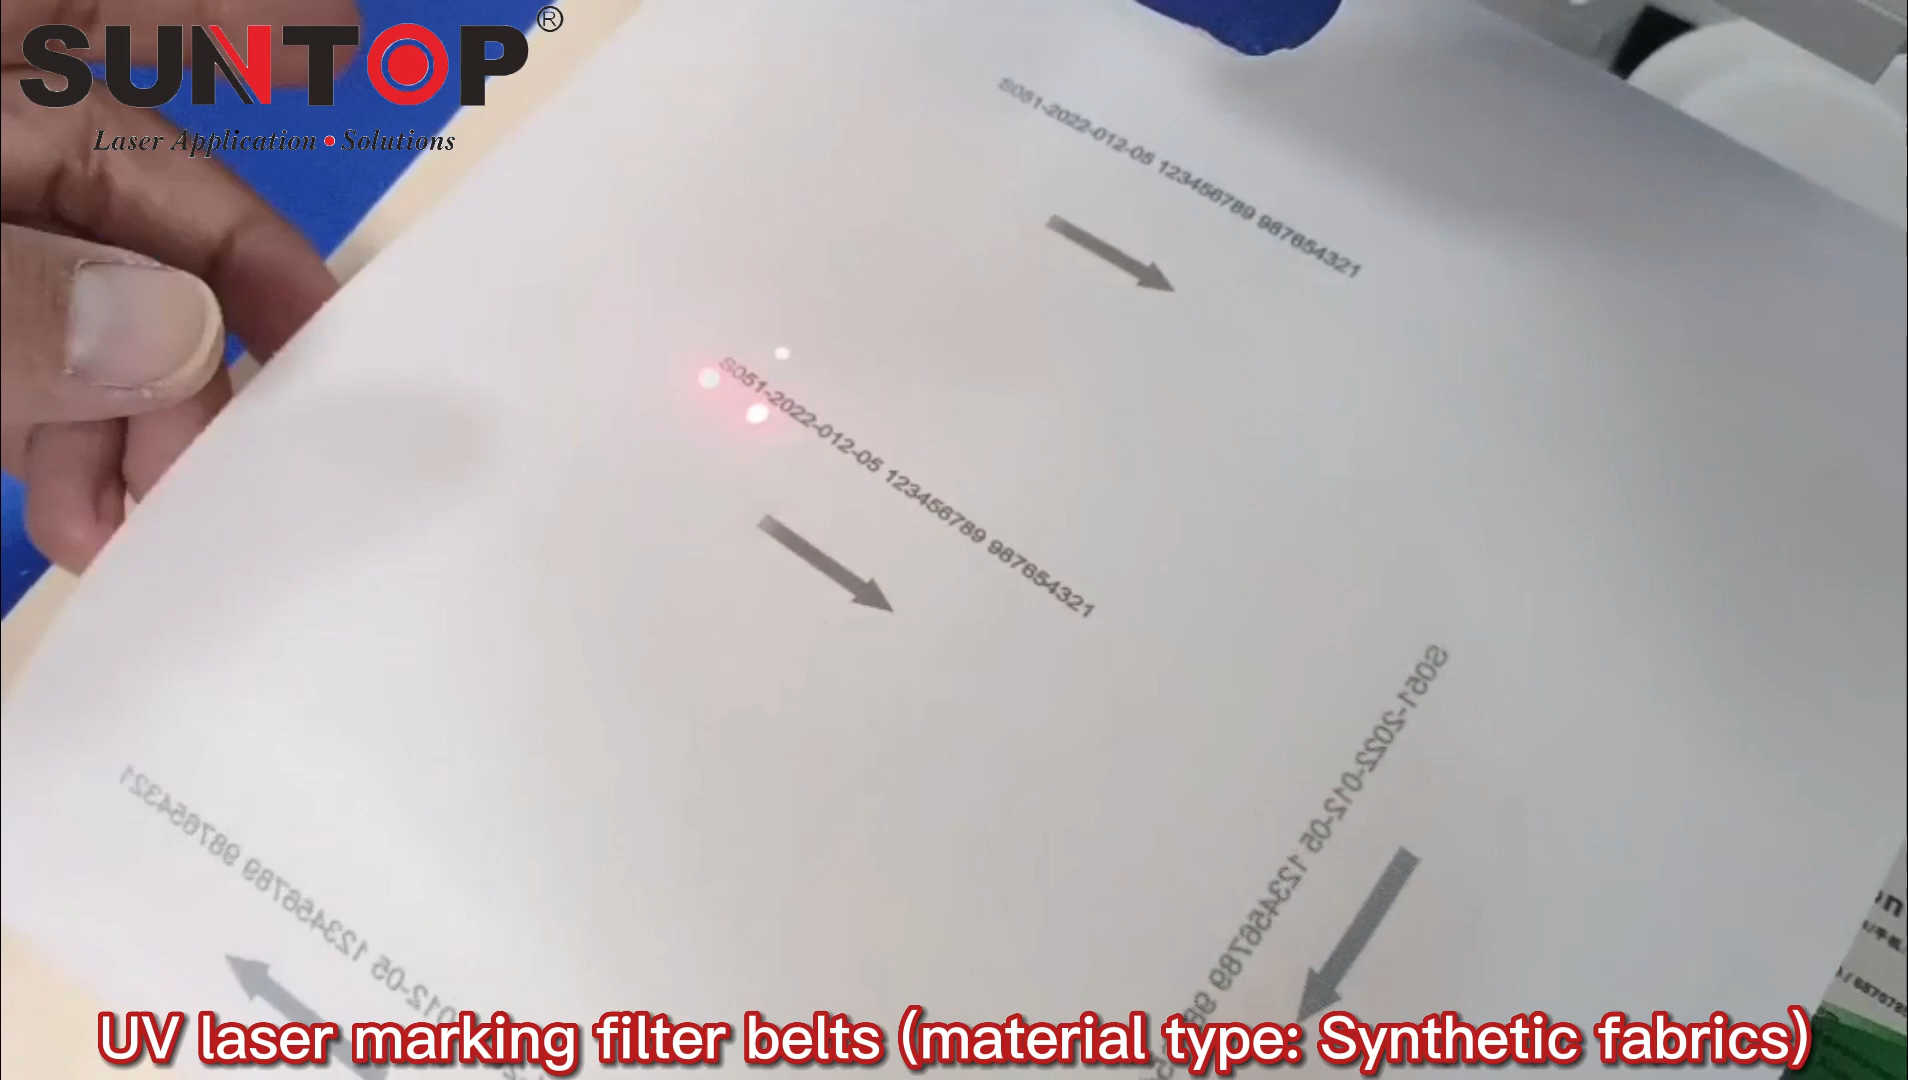 SUNTOP®
Laser Application • Solutions
S051-2022-012-05 123456789 987654321
S051-2022-012-05 123456789 987654321
S051-2022-012-05 123456789 98
012-05 123456789 987654321
UV laser marking filter belts (material type: Synthetic fabrics)